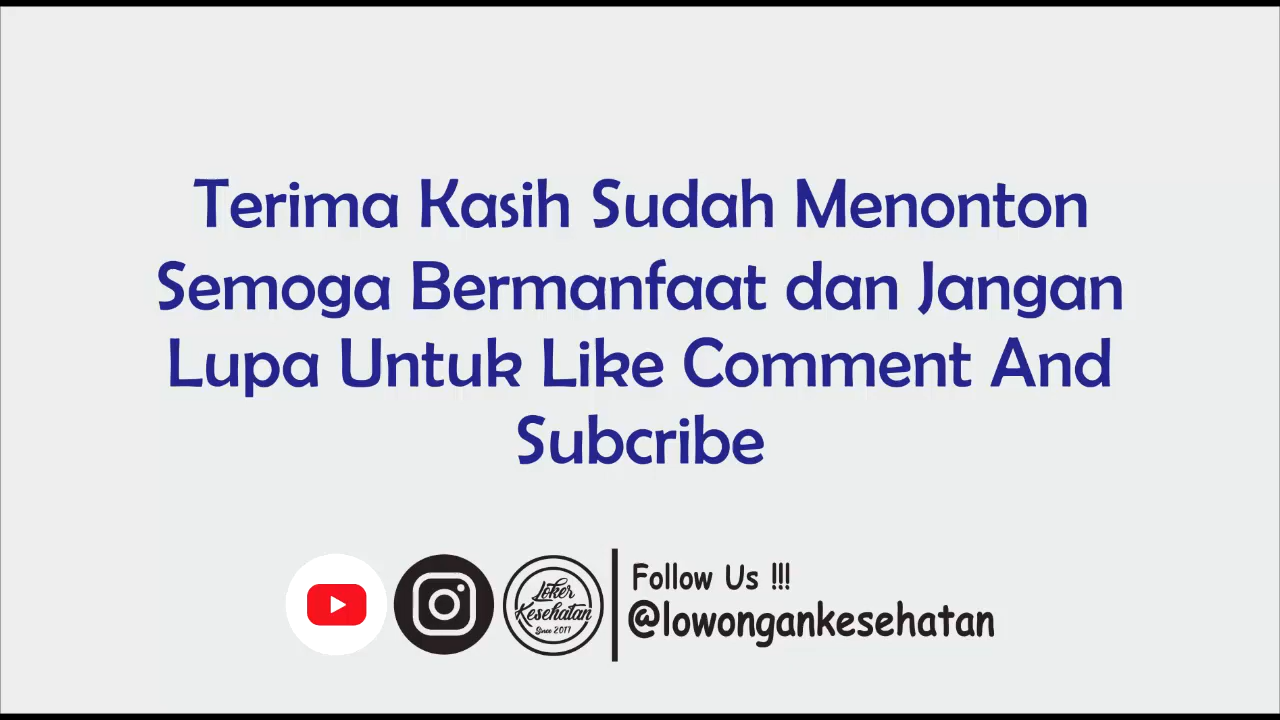 Terima Kasih Sudah Menonton
Semoga Bermanfaat dan Jangan
Lupa Untuk Like Comment And
Subcribe
Loker
Kesehatan
Since 2017
Follow Us !!!
@lowongankesehatan